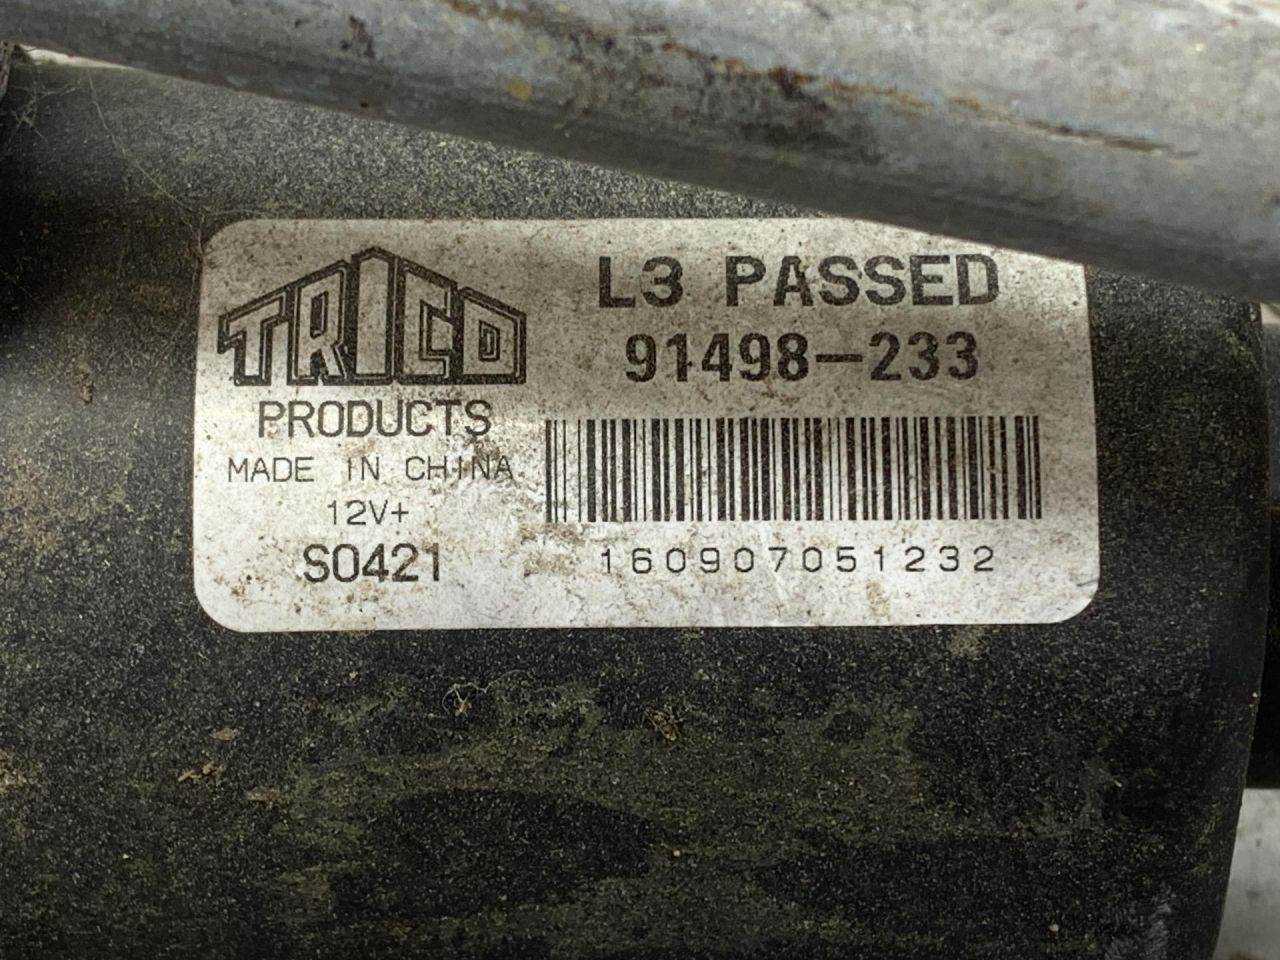 TRICO
PRODUCTS
MADE IN CHINA
12V+
S0421
L3 PASSED
91498-233
160907051232